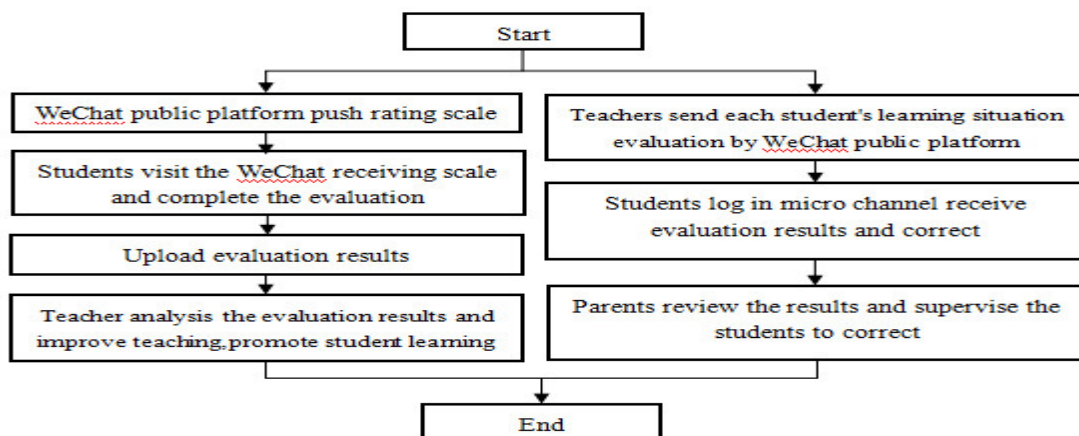 Start
WeChat public platform push rating scale
Students visit the WeChat receiving scale
and complete the evaluation
Upload evaluation results
Teacher analysis the evaluation results and
improve teaching,promote student learning
Teachers send each student's learning situation
evaluation by WeChat public platform
Students log in micro channel receive
evaluation results and correct
Parents review the results and supervise the
students to correct
End